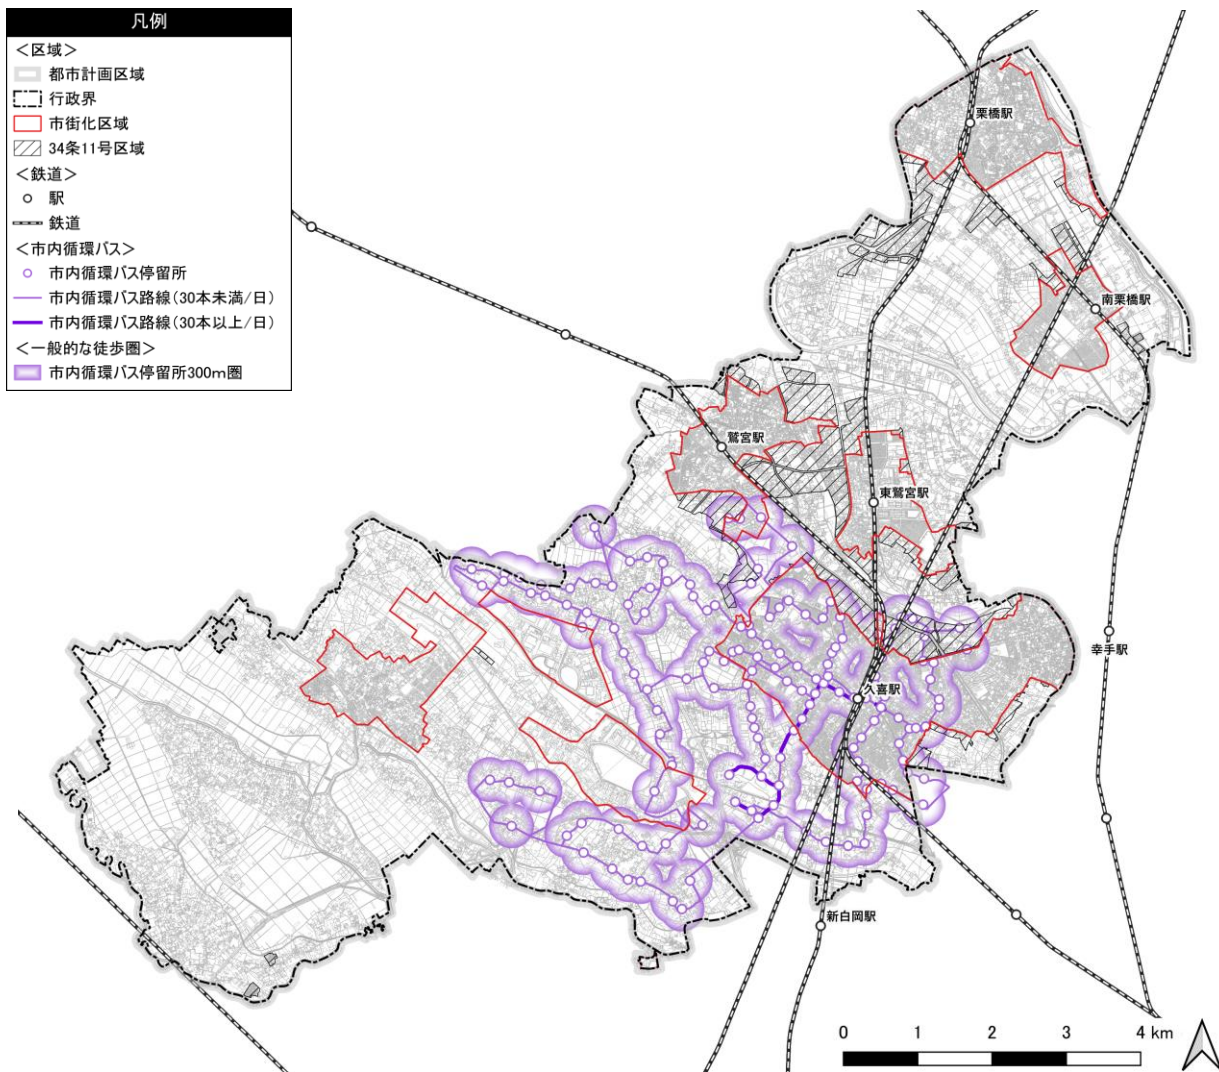 凡例
＜区域＞
都市計画区域
行政界
市街化区域
34条11号区域
＜鉄道＞
駅
鉄道
＜市内循環バス＞
市内循環バス停留所
市内循環バス路線(30本未満/日)
市内循環バス路線(30本以上/日)
＜一般的な徒歩圏＞
市内循環バス停留所300m圏
栗橋駅
南栗橋駅
鷲宮駅
東鷲宮駅
幸手駅
久喜駅
新白岡駅
0 1 2 3 4 km